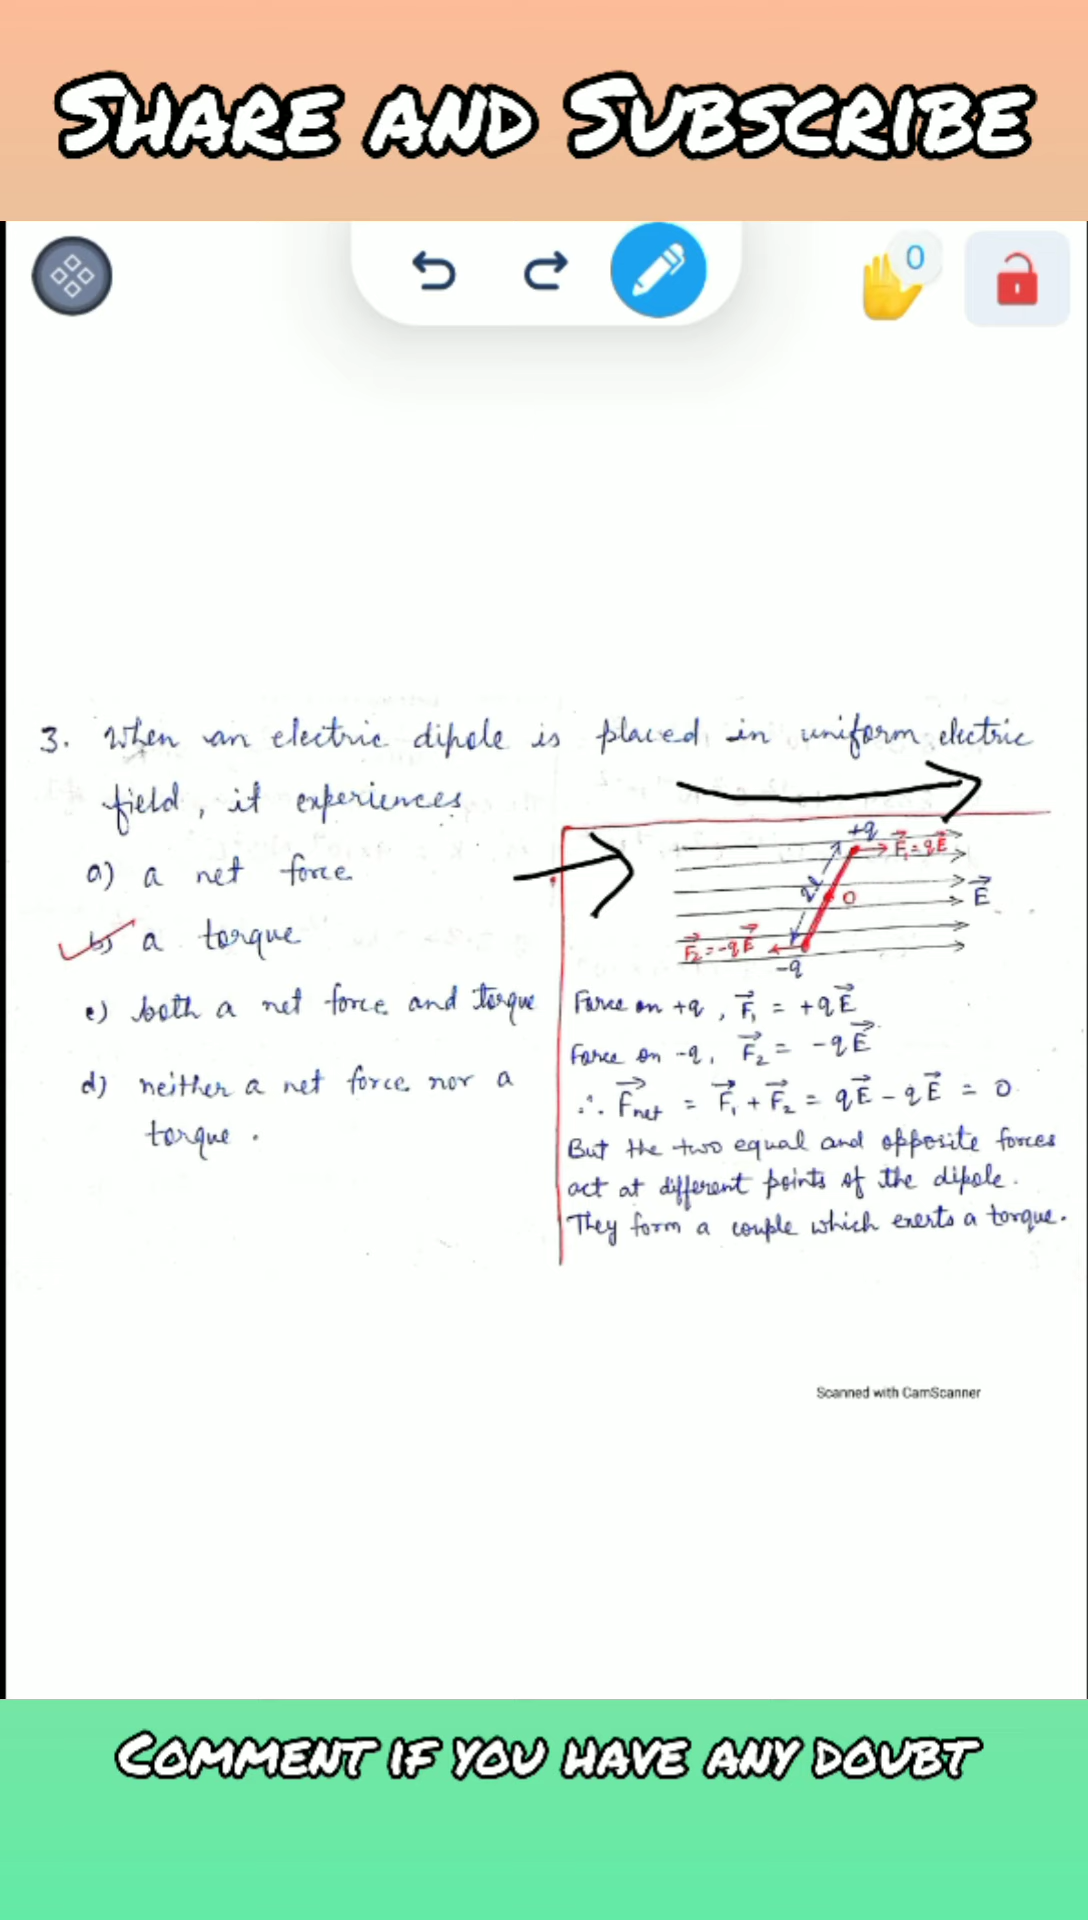 SHARE AND SUBSCRIBE
0
3. When an electric dipole is placed in uniform electric
field, it experiences
a) a net force
b) a torque
c) both a net force and torque
d) neither a net force nor a
torque.
+q
F₁⃗ = qE⃗
2l
O
E⃗
F₂⃗ = -qE⃗
-q
Force on +q, F₁⃗ = +qE⃗
Force on -q, F₂⃗ = -qE⃗
∴ F⃗net = F₁⃗ + F₂⃗ = qE⃗ - qE⃗ = 0
But the two equal and opposite forces
act at different points of the dipole.
They form a couple which exerts a torque.
Scanned with CamScanner
COMMENT IF YOU HAVE ANY DOUBT